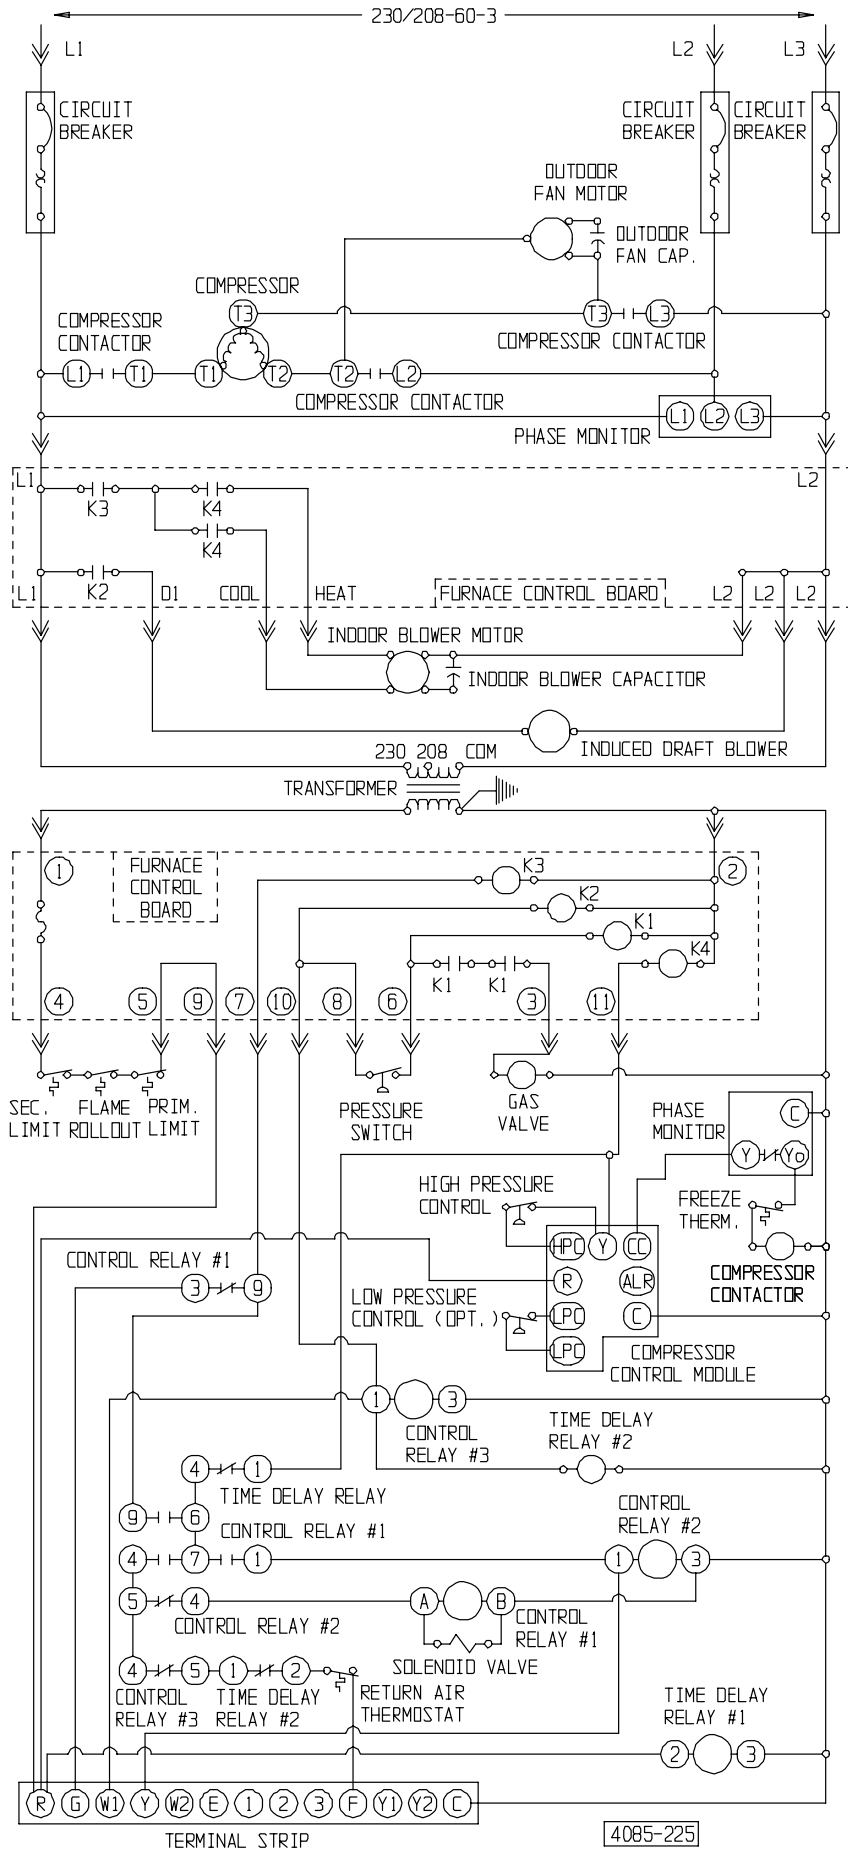 230/208-60-3
L1
L2
L3
CIRCUIT
BREAKER
CIRCUIT
BREAKER
CIRCUIT
BREAKER
OUTDOOR
FAN MOTOR
OUTDOOR
FAN CAP.
COMPRESSOR
T3
T3
L3
COMPRESSOR
CONTACTOR
COMPRESSOR CONTACTOR
L1
T1
T1
T2
T2
L2
COMPRESSOR CONTACTOR
L1
L2
L3
PHASE MONITOR
L1
L2
K3
K4
K4
L1
K2
D1
COOL
HEAT
FURNACE CONTROL BOARD
L2
L2
L2
INDOOR BLOWER MOTOR
INDOOR BLOWER CAPACITOR
INDUCED DRAFT BLOWER
230 208 COM
TRANSFORMER
1
FURNACE
CONTROL
BOARD
K3
2
K2
K1
K4
K1
K1
4
5
9
7
10
8
6
3
11
SEC.
LIMIT
FLAME
ROLLOUT
PRIM.
LIMIT
PRESSURE
SWITCH
GAS
VALVE
PHASE
MONITOR
C
Y
Yo
HIGH PRESSURE
CONTROL
FREEZE
THERM.
HPC
Y
CC
CONTROL RELAY #1
3
9
R
ALR
COMPRESSOR
CONTACTOR
LOW PRESSURE
CONTROL (OPT.)
LPC
C
LPC
COMPRESSOR
CONTROL MODULE
1
3
CONTROL
RELAY #3
TIME DELAY
RELAY #2
4
1
TIME DELAY RELAY
9
6
CONTROL RELAY #1
CONTROL
RELAY #2
4
7
1
1
3
5
4
CONTROL RELAY #2
A
B
CONTROL
RELAY #1
SOLENOID VALVE
4
5
1
2
CONTROL
RELAY #3
TIME DELAY
RELAY #2
RETURN AIR
THERMOSTAT
TIME DELAY
RELAY #1
2
3
R
G
W1
Y
W2
E
1
2
3
F
Y1
Y2
C
TERMINAL STRIP
4085-225